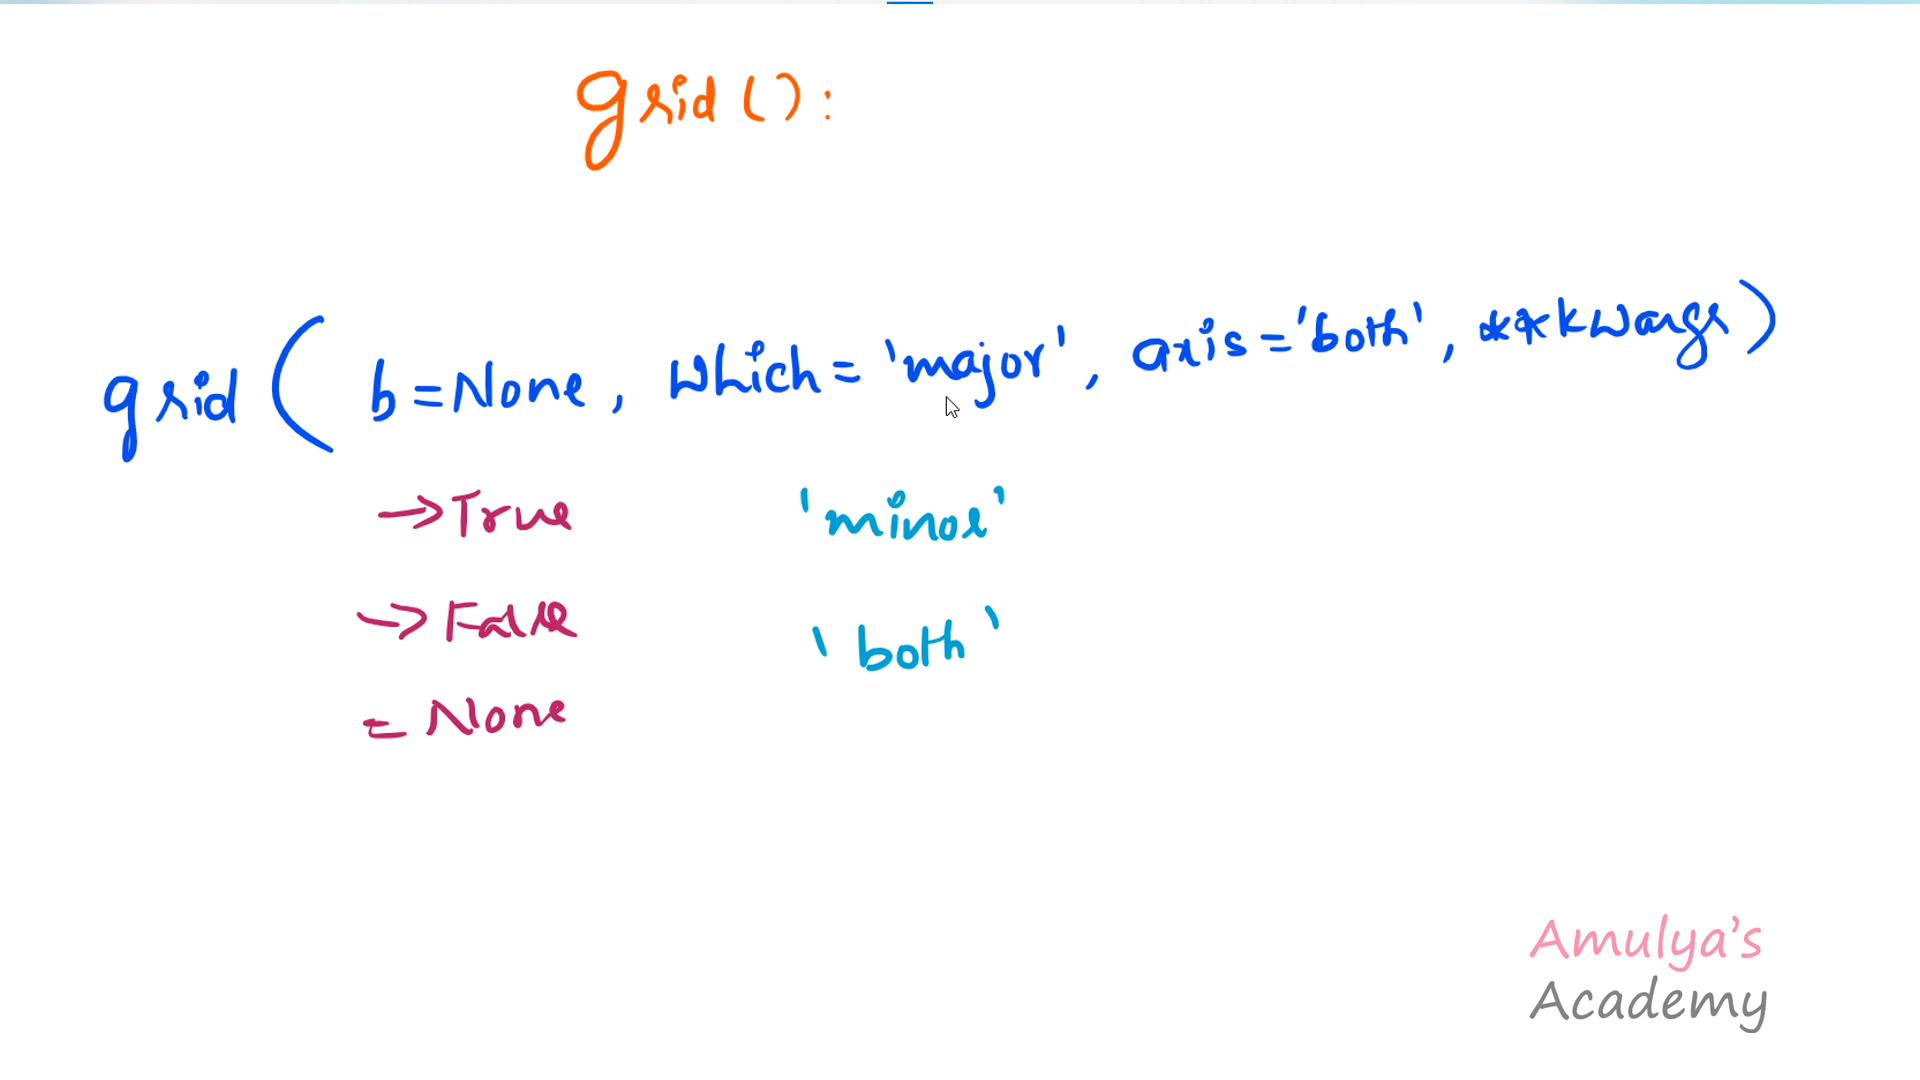 grid():
grid( b=None, which='major', axis='both', **kwargs)
→True 'minor'
→False 'both'
=None
Amulya's
Academy